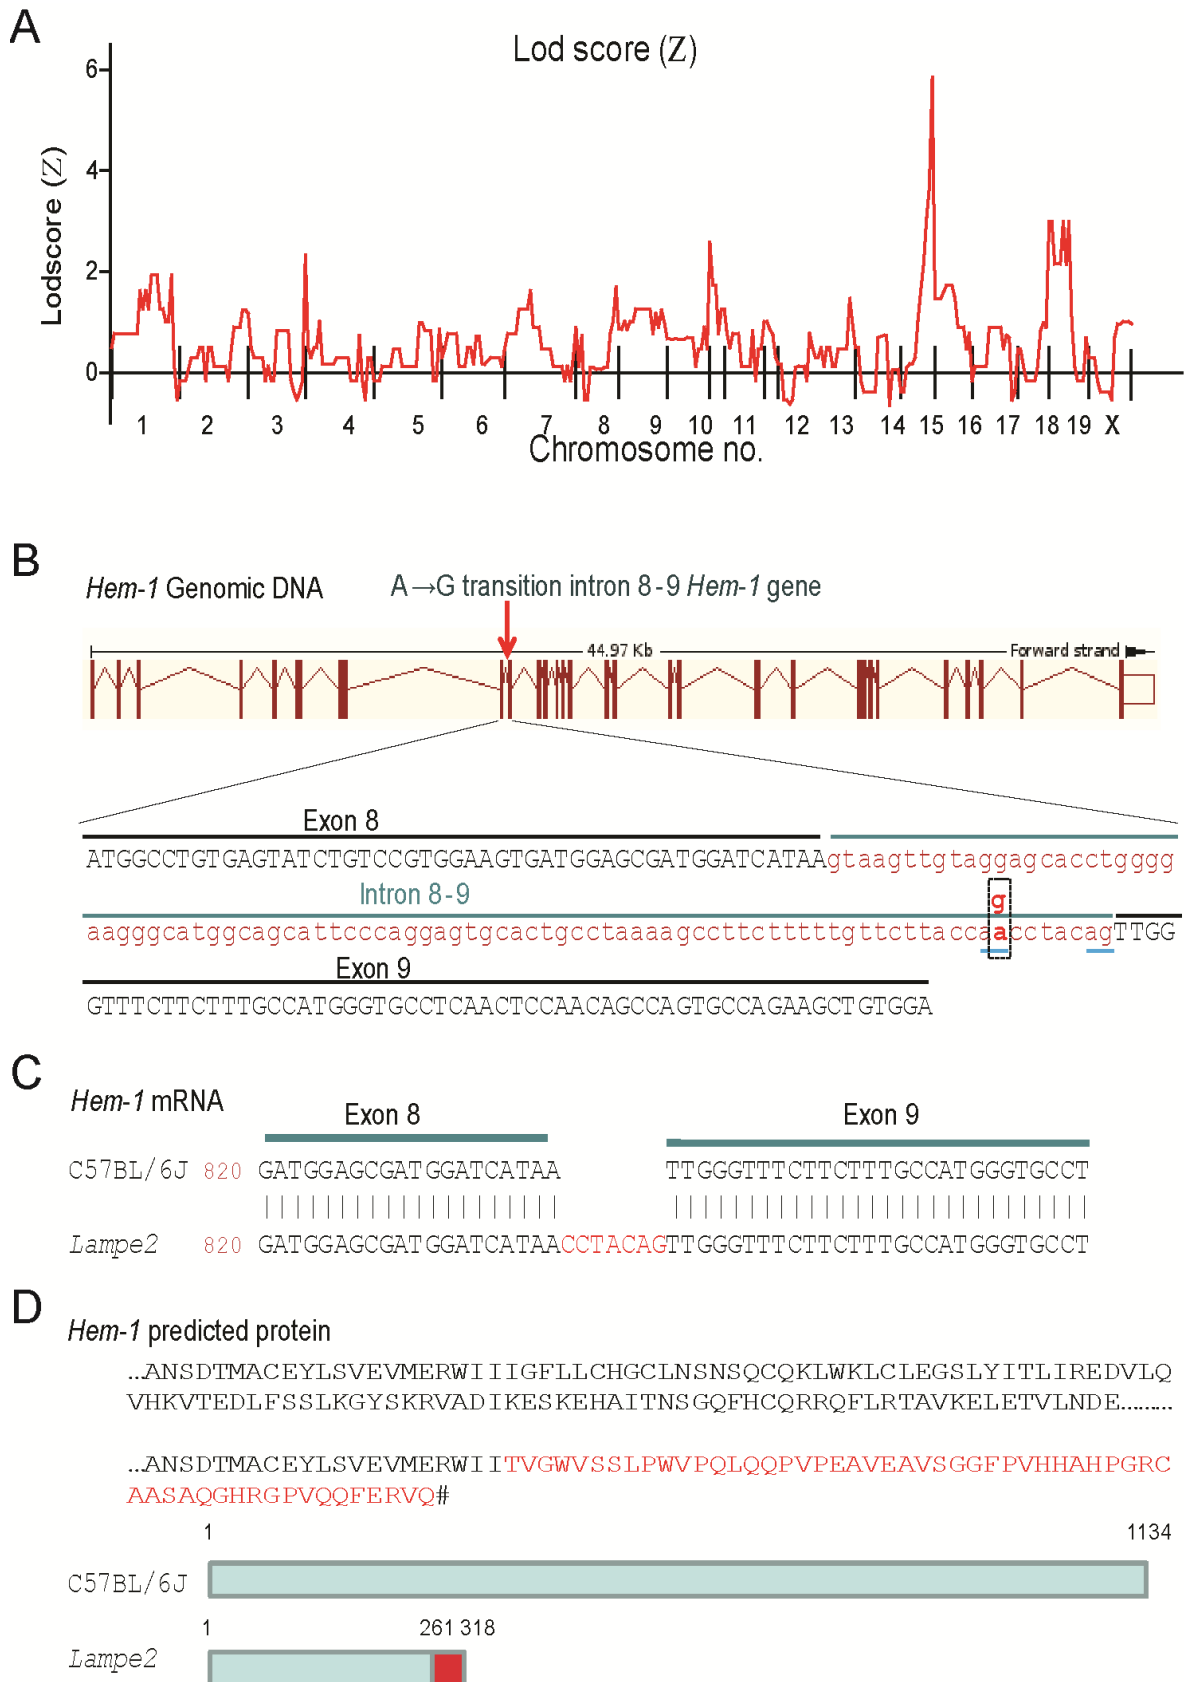 A
Lod score (Z)
Lodscore (Z)
6
4
2
0
1 2 3 4 5 6 7 8 9 10 11 12 13 14 15 16 17 18 19 X
Chromosome no.
B
Hem-1 Genomic DNA
A→G transition intron 8-9 Hem-1 gene
44.97 Kb
Forward strand
Exon 8
ATGGCCTGTGAGTATCTGTCCGTGGAAGTGATGGAGCGATGGATCATAAgtaagttgtaggagcacctgggg
Intron 8-9
g
aagggcatggcagcattcccaggagtgcactgcctaaaagccttctttttgttcttaccaacctacagTTGG
Exon 9
GTTTCTTCTTTGCCATGGGTGCCTCAACTCCAACAGCCAGTGCCAGAAGCTGTGGA
C
Hem-1 mRNA
Exon 8 Exon 9
C57BL/6J 820 GATGGAGCGATGGATCATAA TTGGGTTTCTTCTTTGCCATGGGTGCCT
Lampe2 820 GATGGAGCGATGGATCATAACCTACAGTTGGGTTTCTTCTTTGCCATGGGTGCCT
D
Hem-1 predicted protein
...ANSDTMACEYLSVEVMERWIIIGFLLCHGCLNSNSQCQKLWKLCLEGSLYITLIREDVLQ
VHKVTEDLFSSLKGYSKRVADIKESKEHAITNSGQFHCQRRQFLRTAVKELETVLNDE.........
...ANSDTMACEYLSVEVMERWIITVGWVSSLPWVPQLQQPVPEAVEAVSGGFPVHHAHPGRC
AASAQGHRGPVQQFERVQ#
1 1134
C57BL/6J
1 261 318
Lampe2